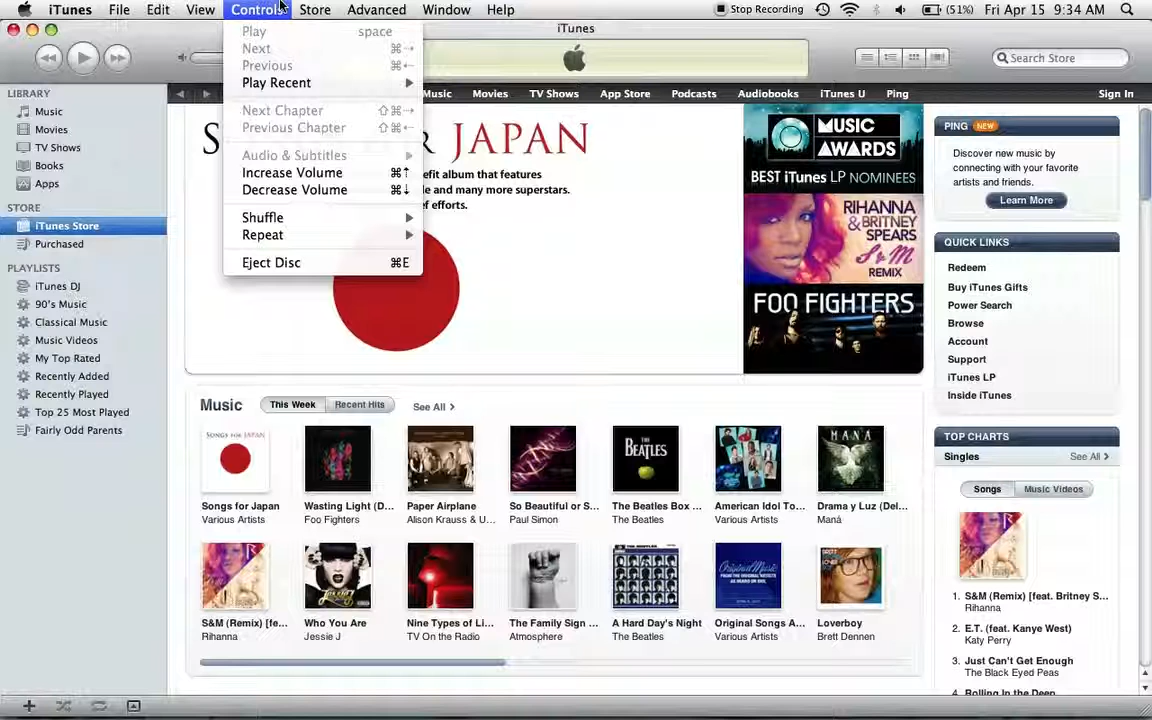 iTunes File Edit View Controls Store Advanced Window Help Stop Recording (51%) Fri Apr 15 9:34 AM
iTunes
Search Store
Music Movies TV Shows App Store Podcasts Audiobooks iTunes U Ping Sign In
Play space
Next
Previous
Play Recent
Next Chapter
Previous Chapter
Audio & Subtitles
Increase Volume ⌘↑
Decrease Volume ⌘↓
Shuffle
Repeat
Eject Disc ⌘E
LIBRARY
Music
Movies
TV Shows
Books
Apps
STORE
iTunes Store
Purchased
PLAYLISTS
iTunes DJ
90's Music
Classical Music
Music Videos
My Top Rated
Recently Added
Recently Played
Top 25 Most Played
Fairly Odd Parents
S R JAPAN
efit album that features
le and many more superstars.
ef efforts.
MUSIC
AWARDS
BEST iTunes LP NOMINEES
RIHANNA
& BRITNEY
SPEARS
S&M
REMIX
FOO FIGHTERS
PING NEW
Discover new music by
connecting with your favorite
artists and friends.
Learn More
QUICK LINKS
Redeem
Buy iTunes Gifts
Power Search
Browse
Account
Support
iTunes LP
Inside iTunes
Music This Week Recent Hits See All >
SONGS FOR JAPAN
THE BEATLES
MANÁ
Songs for Japan
Various Artists
Wasting Light (D...
Foo Fighters
Paper Airplane
Alison Krauss & U...
So Beautiful or S...
Paul Simon
The Beatles Box ...
The Beatles
American Idol To...
Various Artists
Drama y Luz (Del...
Maná
S&M (Remix) [fe...
Rihanna
Who You Are
Jessie J
Nine Types of Li...
TV On the Radio
The Family Sign ...
Atmosphere
A Hard Day's Night
The Beatles
Original Songs A...
Various Artists
Loverboy
Brett Dennen
TOP CHARTS
Singles See All >
Songs Music Videos
1. S&M (Remix) [feat. Britney S...
Rihanna
2. E.T. (feat. Kanye West)
Katy Perry
3. Just Can't Get Enough
The Black Eyed Peas
4. Rolling In the Deep